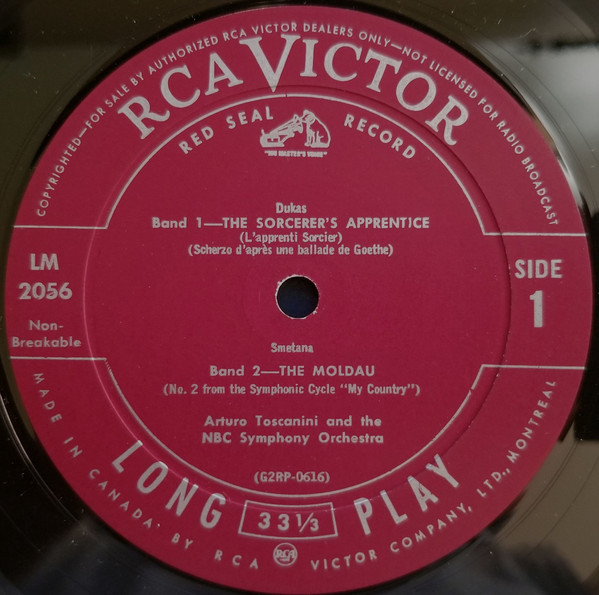 COPYRIGHTED—FOR SALE BY AUTHORIZED RCA VICTOR DEALERS ONLY—NOT LICENSED FOR RADIO BROADCAST
RCA VICTOR
RED SEAL RECORD
"HIS MASTER'S VOICE"
Dukas
Band 1—THE SORCERER'S APPRENTICE
(L'apprenti Sorcier)
(Scherzo d'après une ballade de Goethe)
LM
2056
Non-
Breakable
SIDE
1
Smetana
Band 2—THE MOLDAU
(No. 2 from the Symphonic Cycle "My Country")
Arturo Toscanini and the
NBC Symphony Orchestra
(G2RP-0616)
LONG 33 1/3 PLAY
MADE IN CANADA BY RCA VICTOR COMPANY, LTD., MONTREAL
RCA